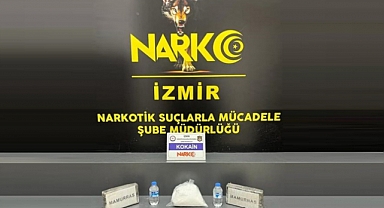 NARKO
İZMİR
NARKOTİK SUÇLARLA MÜCADELE
ŞUBE MÜDÜRLÜĞÜ
KOKAİN
NARKO